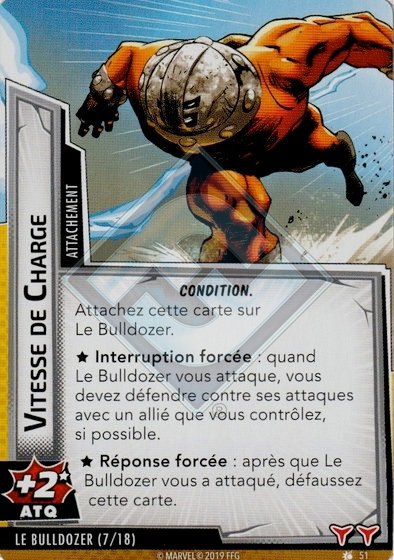 VITESSE DE CHARGE
ATTACHEMENT
CONDITION.
Attachez cette carte sur
Le Bulldozer.
★ Interruption forcée : quand
Le Bulldozer vous attaque, vous
devez défendre contre ses attaques
avec un allié que vous contrôlez,
si possible.
★ Réponse forcée : après que Le
Bulldozer vous a attaqué, défaussez
cette carte.
+2★
ATQ
LE BULLDOZER (7/18)
© MARVEL © 2019 FFG
51